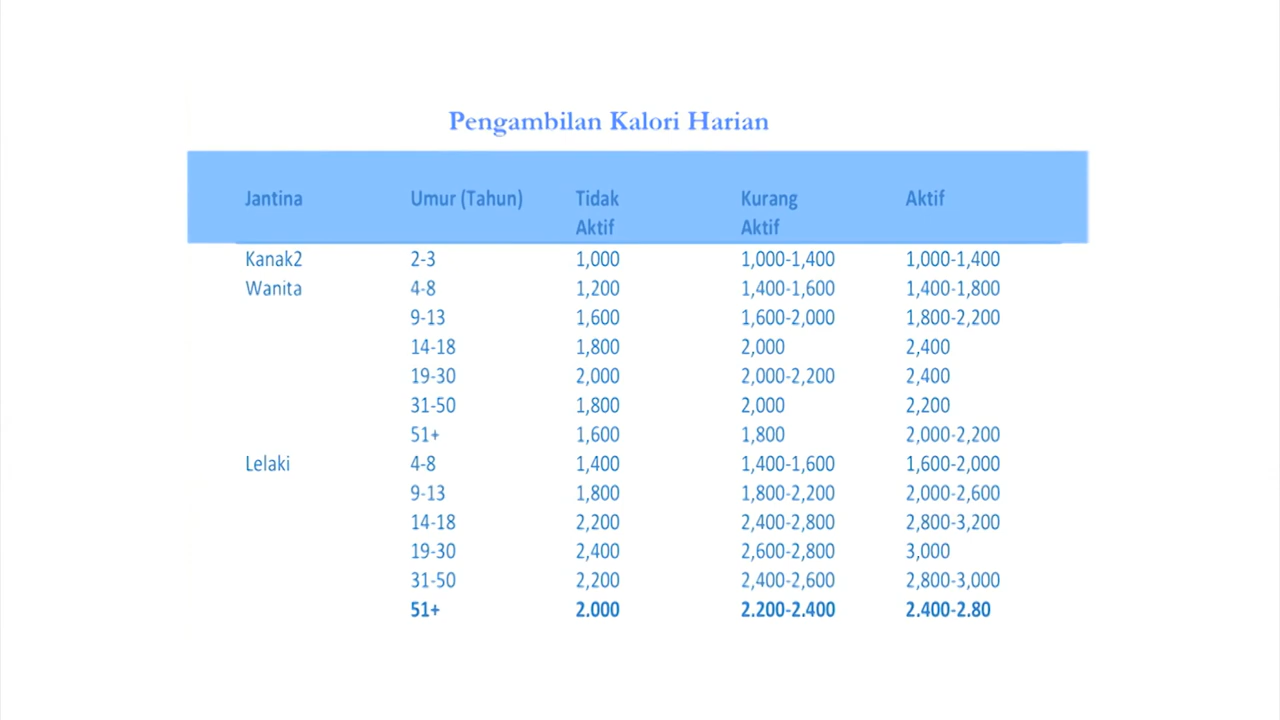 Pengambilan Kalori Harian
Jantina Umur (Tahun) Tidak Aktif Kurang Aktif Aktif
Kanak2 2-3 1,000 1,000-1,400 1,000-1,400
Wanita 4-8 1,200 1,400-1,600 1,400-1,800
9-13 1,600 1,600-2,000 1,800-2,200
14-18 1,800 2,000 2,400
19-30 2,000 2,000-2,200 2,400
31-50 1,800 2,000 2,200
51+ 1,600 1,800 2,000-2,200
Lelaki 4-8 1,400 1,400-1,600 1,600-2,000
9-13 1,800 1,800-2,200 2,000-2,600
14-18 2,200 2,400-2,800 2,800-3,200
19-30 2,400 2,600-2,800 3,000
31-50 2,200 2,400-2,600 2,800-3,000
51+ 2.000 2.200-2.400 2.400-2.80